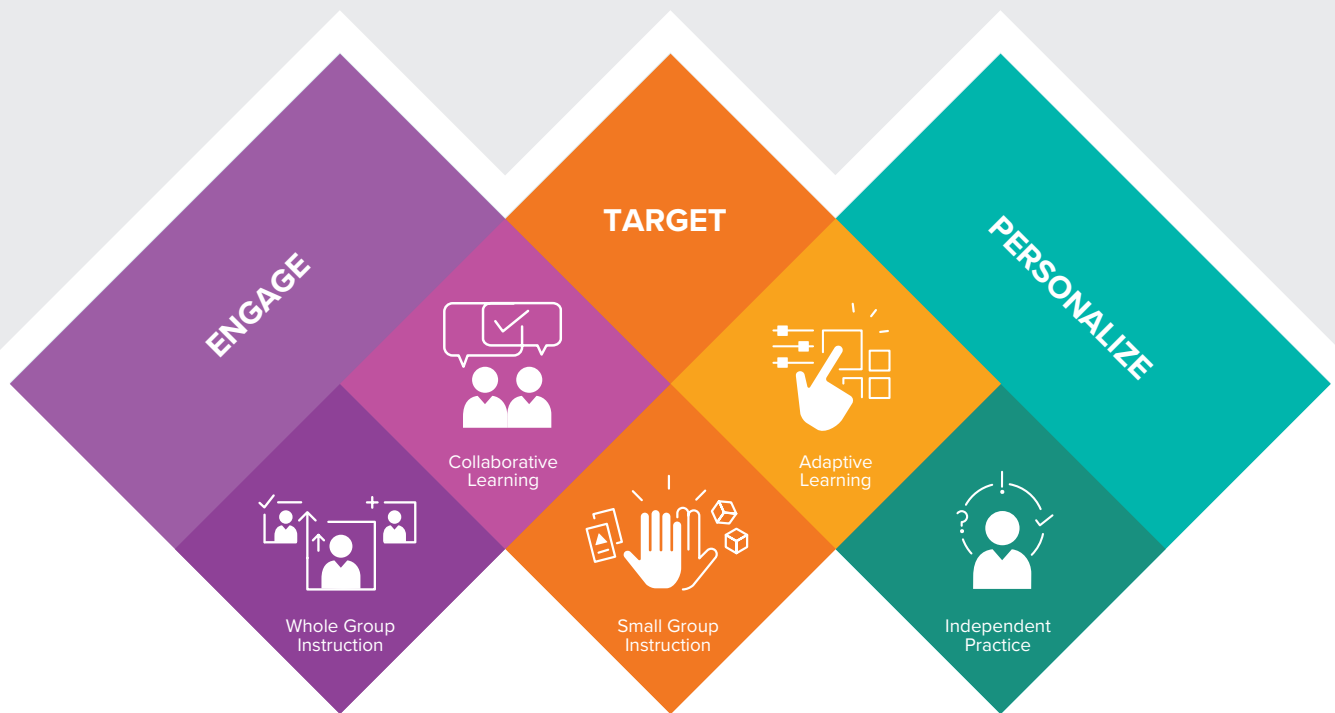 ENGAGE
TARGET
PERSONALIZE
Collaborative
Learning
Adaptive
Learning
Whole Group
Instruction
Small Group
Instruction
Independent
Practice